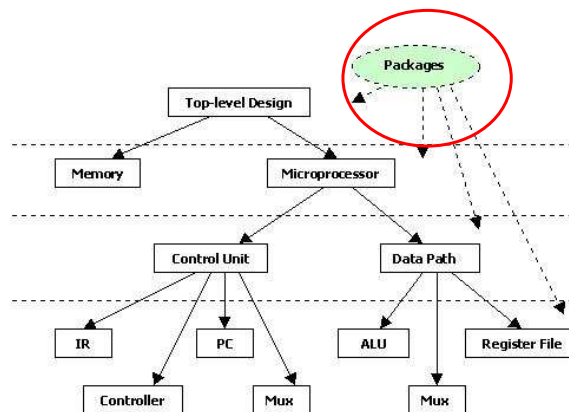 Packages
Top-level Design
Memory
Microprocessor
Control Unit
Data Path
IR
PC
ALU
Register File
Controller
Mux
Mux